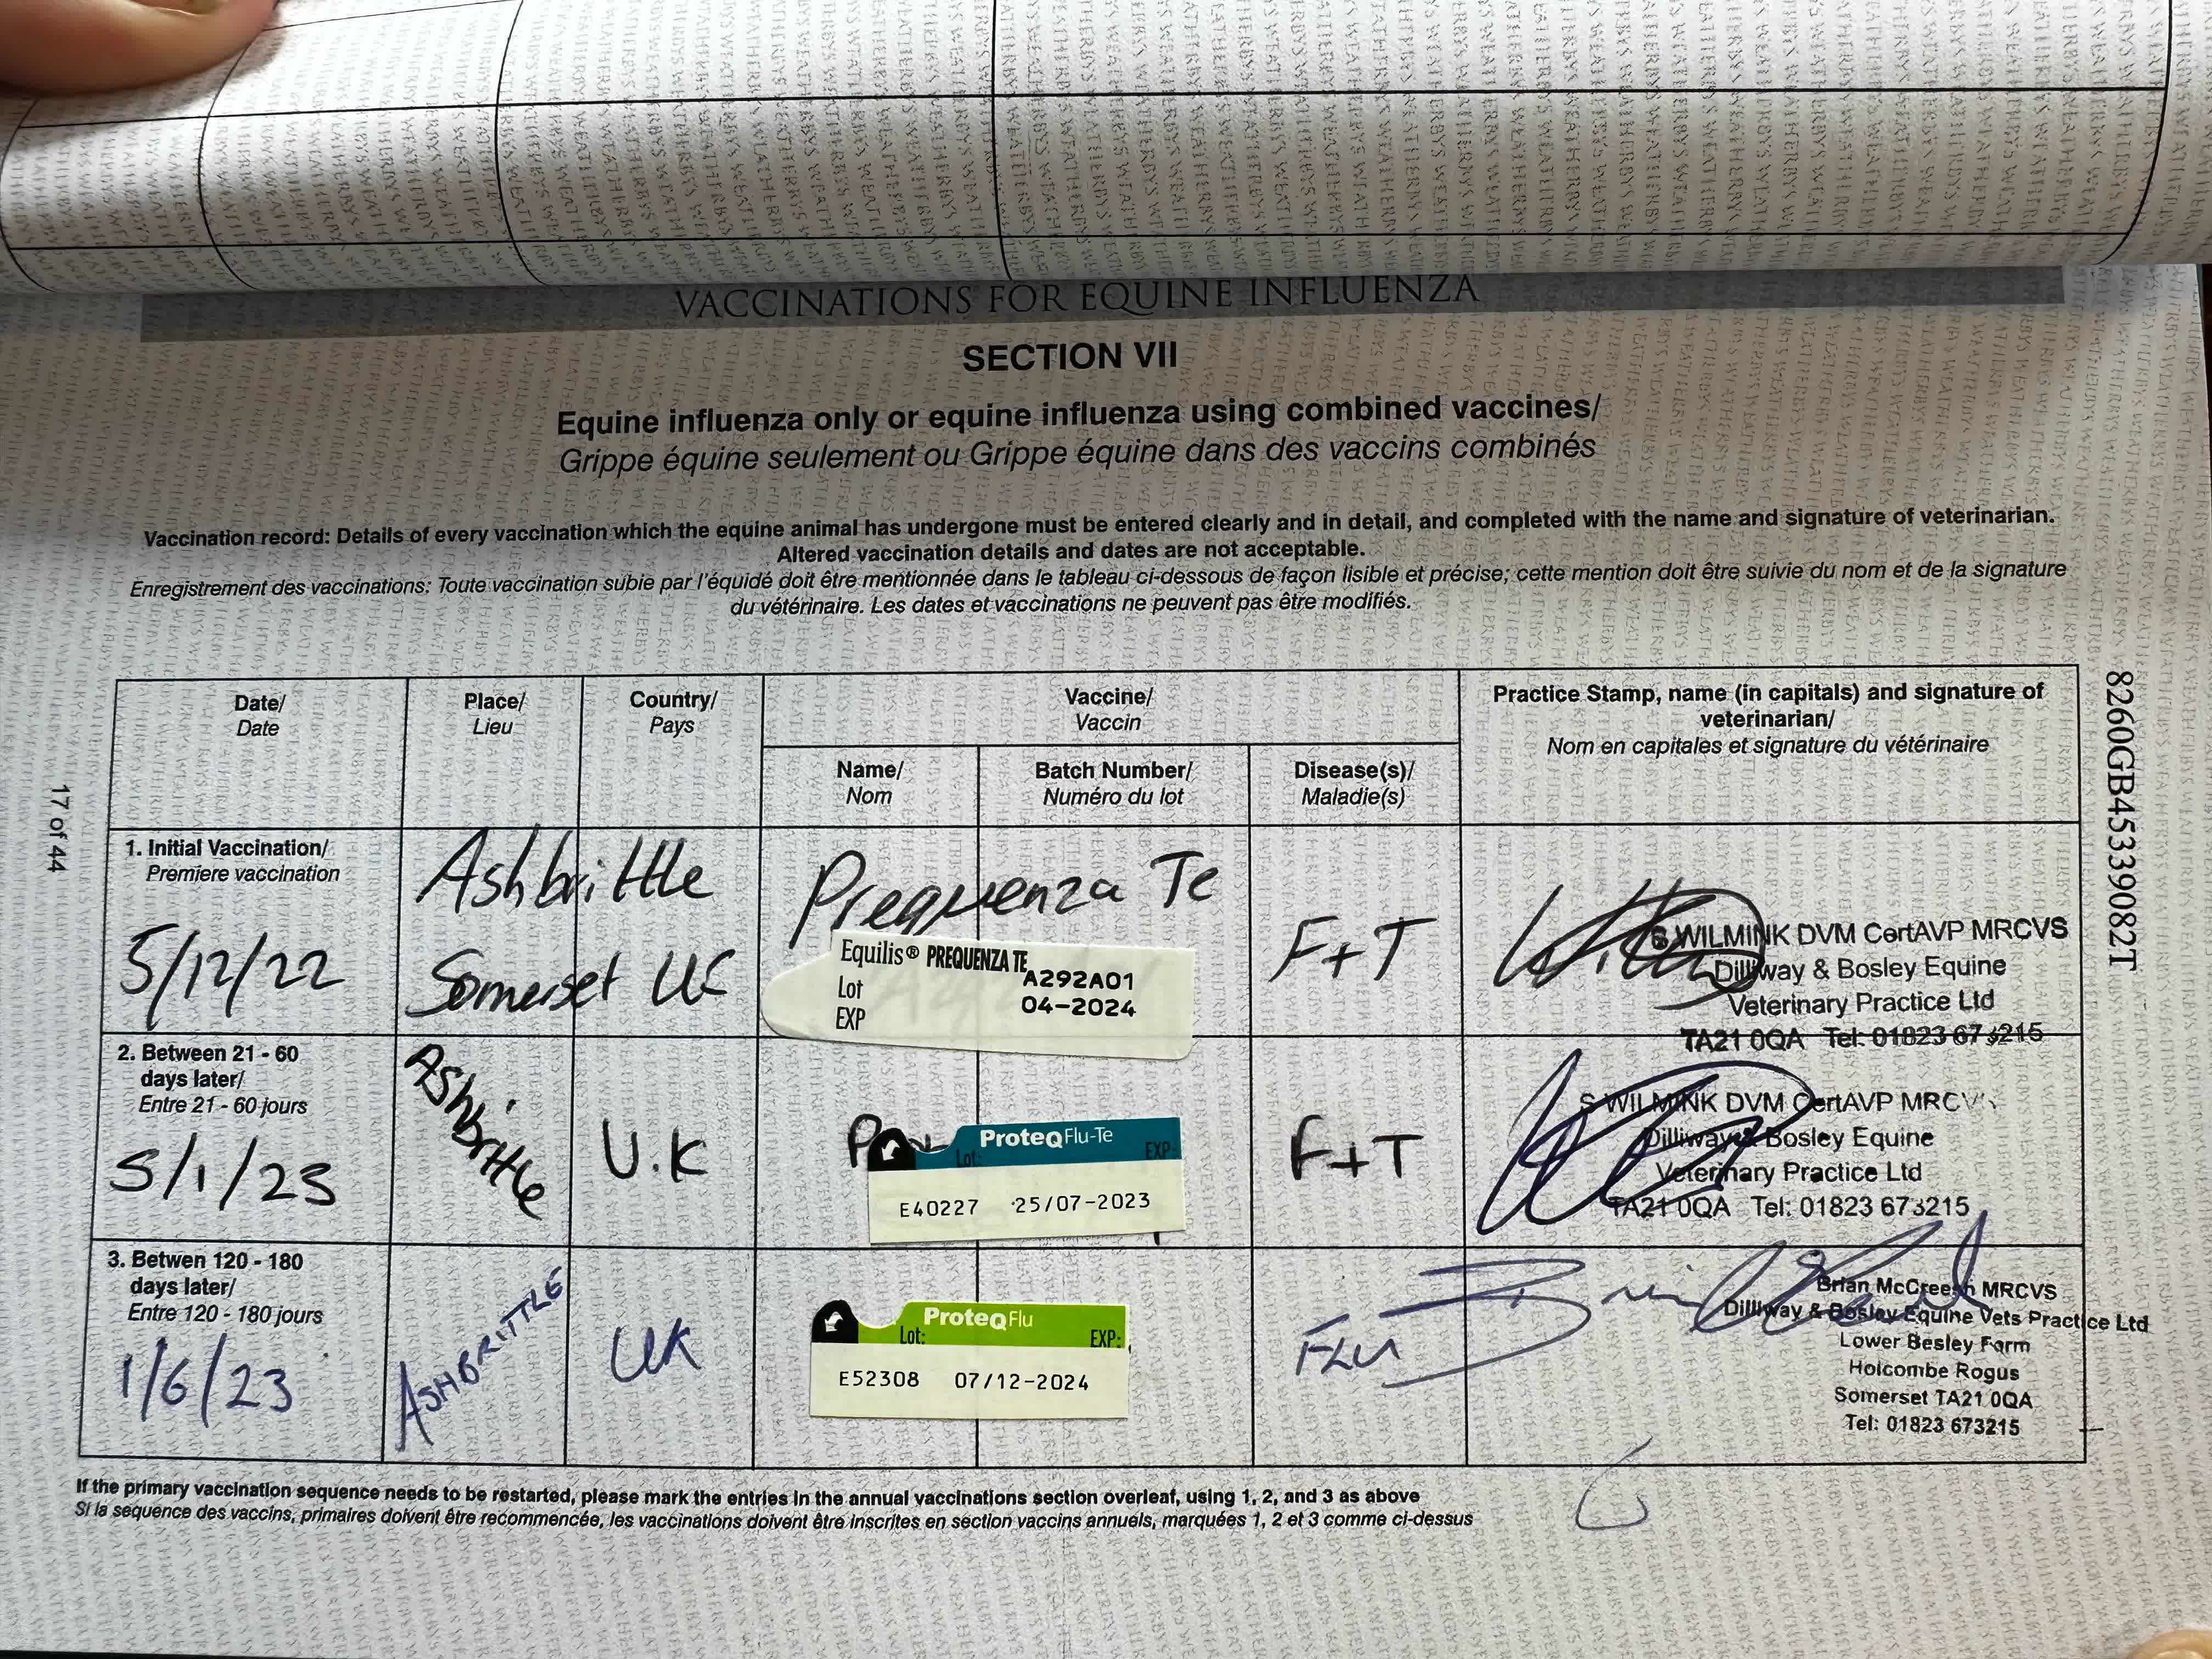 VACCINATIONS FOR EQUINE INFLUENZA
SECTION VII
Equine influenza only or equine influenza using combined vaccines/
Grippe équine seulement ou Grippe équine dans des vaccins combinés
Vaccination record: Details of every vaccination which the equine animal has undergone must be entered clearly and in detail, and completed with the name and signature of veterinarian.
Altered vaccination details and dates are not acceptable.
Enregistrement des vaccinations: Toute vaccination subie par l'équidé doit être mentionnée dans le tableau ci-dessous de façon lisible et précise; cette mention doit être suivie du nom et de la signature
du vétérinaire. Les dates et vaccinations ne peuvent pas être modifiés.
Date/
Date
Place/
Lieu
Country/
Pays
Vaccine/
Vaccin
Name/
Nom
Batch Number/
Numéro du lot
Disease(s)/
Maladie(s)
Practice Stamp, name (in capitals) and signature of
veterinarian/
Nom en capitales et signature du vétérinaire
1. Initial Vaccination/
Premiere vaccination
5/12/22
Ashbrittle
Somerset UK
Prequenza Te
Equilis® PREQUENZA TE
Lot A292A01
EXP 04-2024
F+T
S WILMINK DVM CertAVP MRCVS
Dilliway & Bosley Equine
Veterinary Practice Ltd
TA21 0QA Tel: 01823 673215
2. Between 21 - 60
days later/
Entre 21 - 60 jours
5/1/23
Ashbrittle
U.K
ProteqFlu-Te
Lot: EXP:
E40227 25/07-2023
F+T
S WILMINK DVM CertAVP MRCVS
Dilliway & Bosley Equine
Veterinary Practice Ltd
TA21 0QA Tel: 01823 673215
3. Betwen 120 - 180
days later/
Entre 120 - 180 jours
1/6/23
ASHBRITTLE
UK
ProteqFlu
Lot: EXP:
E52308 07/12-2024
FLU
Brian McCreesh MRCVS
Dilliway & Bosley Equine Vets Practice Ltd
Lower Besley Farm
Holcombe Rogus
Somerset TA21 0QA
Tel: 01823 673215
If the primary vaccination sequence needs to be restarted, please mark the entries in the annual vaccinations section overleaf, using 1, 2, and 3 as above
Si la sequence des vaccins, primaires doivent être recommencée, les vaccinations doivent être inscrites en section vaccins annuels, marquées 1, 2 et 3 comme ci-dessus
17 of 44
8260GB45339082T